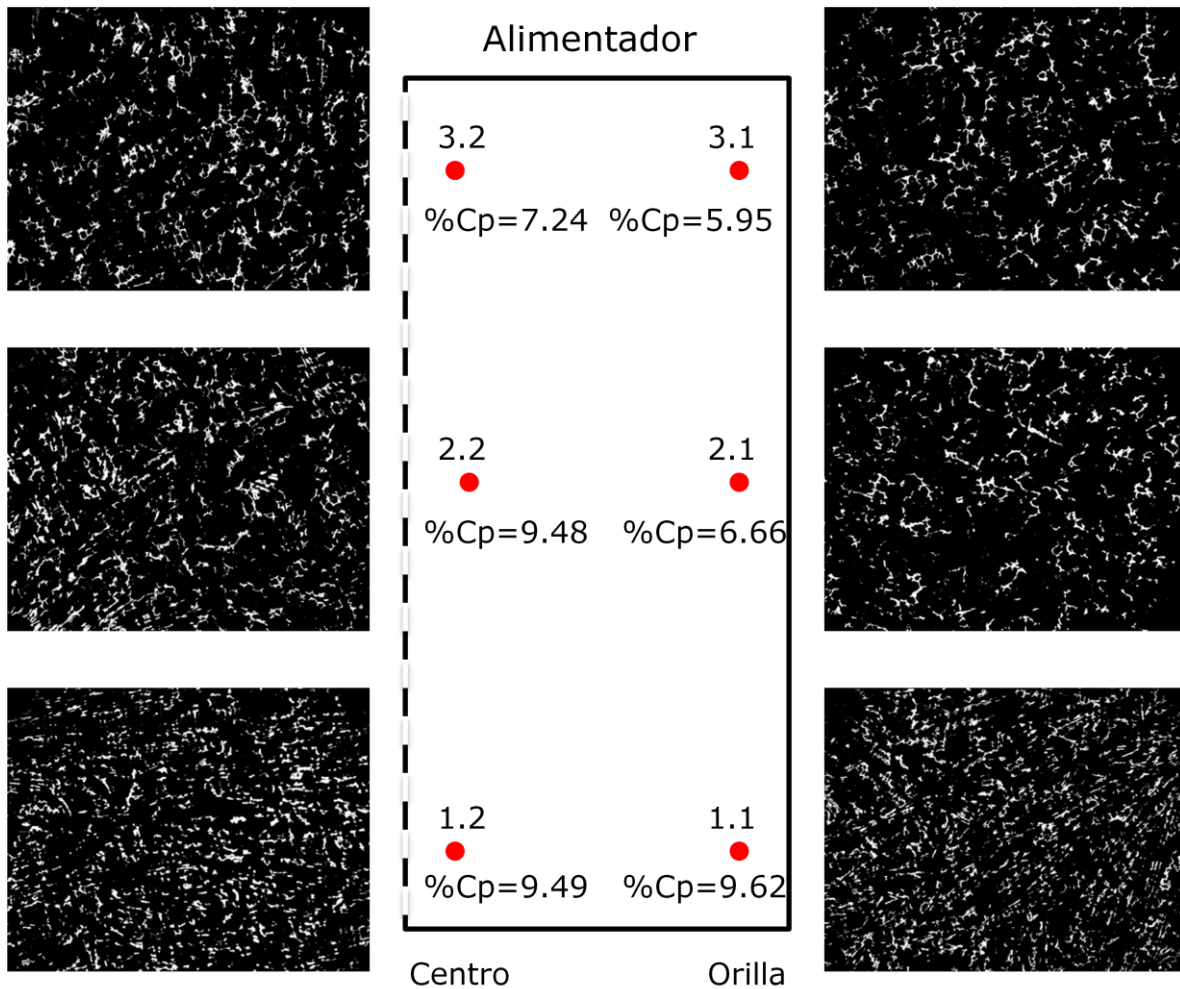 Alimentador
3.2 3.1
%Cp=7.24 %Cp=5.95
2.2 2.1
%Cp=9.48 %Cp=6.66
1.2 1.1
%Cp=9.49 %Cp=9.62
Centro Orilla